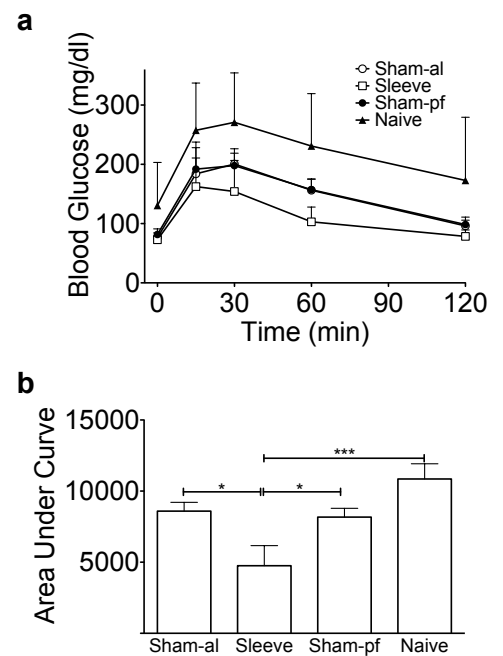 a
Blood Glucose (mg/dl)
300
200
100
0
Sham-al
Sleeve
Sham-pf
Naive
0 30 60 90 120
Time (min)
b
Area Under Curve
15000
10000
5000
* * ***
Sham-al Sleeve Sham-pf Naive